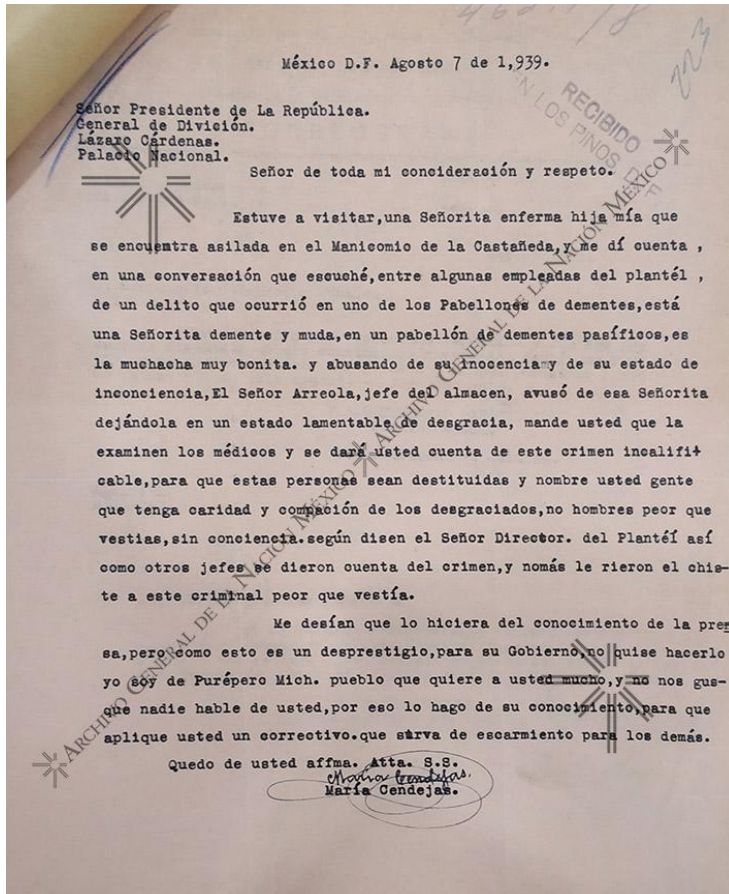 México D.F. Agosto 7 de 1,939.
223
RECIBIDO
EN LOS PINOS D.F.
Señor Presidente de La República.
General de División.
Lázaro Cárdenas.
Palacio Nacional.
Señor de toda mi concideración y respeto.
Estuve a visitar,una Señorita enferma hija mía que
se encuentra asilada en el Manicomio de la Castañeda,y me dí cuenta ,
en una conversación que escuché,entre algunas empleadas del plantél ,
de un delito que ocurrió en uno de los Pabellones de dementes,está
una Señorita demente y muda,en un pabellón de dementes pasíficos,es
la muchacha muy bonita. y abusando de su inocencia y de su estado de
inconciencia,El Señor Arreola,jefe del almacen, avusó de esa Señorita
dejándola en un estado lamentable de desgracia, mande usted que la
examinen los médicos y se dará usted cuenta de este crimen incalifi+
cable,para que estas personas sean destituidas y nombre usted gente
que tenga caridad y compación de los desgraciados,no hombres peor que
vestias,sin conciencia.según disen el Señor Director. del Plantél así
como otros jefes se dieron cuenta del crimen,y nomás le rieron el chis-
te a este criminal peor que vestía.
Me desían que lo hiciera del conocimiento de la pren
sa,pero como esto es un desprestigio,para su Gobierno,no quise hacerlo
yo soy de Purépero Mich. pueblo que quiere a usted mucho,y no nos gus-
que nadie hable de usted,por eso lo hago de su conocimiento,para que
aplique usted un correctivo.que sirva de escarmiento para los demás.
Quedo de usted affma. Atta. S.S.
María Cendejas.
María Cendejas.
ARCHIVO GENERAL DE LA NACIÓN MÉXICO
ARCHIVO GENERAL DE LA NACIÓN MÉXICO